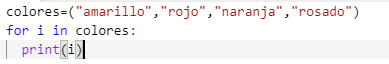 colores=("amarillo","rojo","naranja","rosado")
for i in colores:
  print(i)